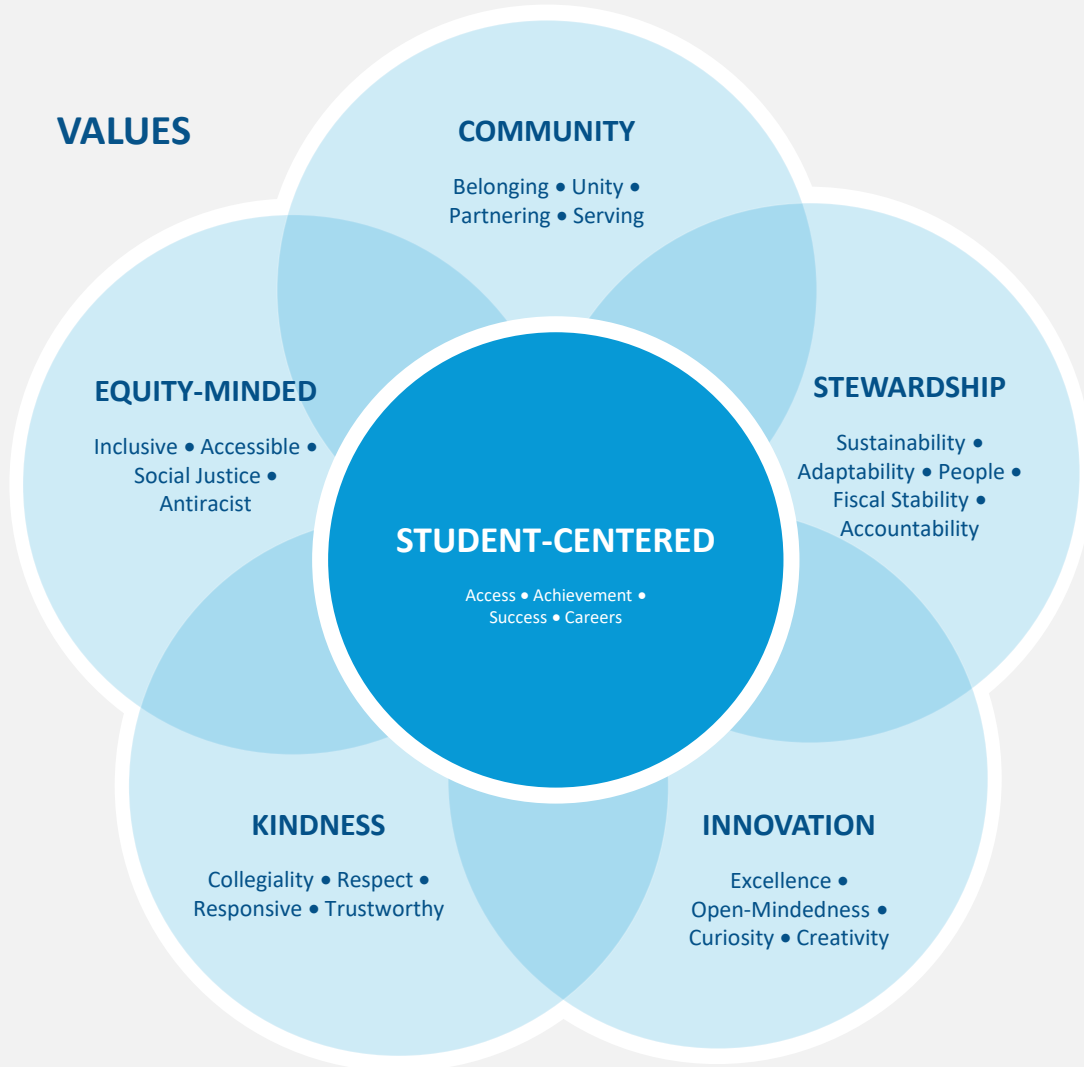 VALUES
COMMUNITY
Belonging • Unity •
Partnering • Serving
EQUITY-MINDED
Inclusive • Accessible •
Social Justice •
Antiracist
STEWARDSHIP
Sustainability •
Adaptability • People •
Fiscal Stability •
Accountability
STUDENT-CENTERED
Access • Achievement •
Success • Careers
KINDNESS
Collegiality • Respect •
Responsive • Trustworthy
INNOVATION
Excellence •
Open-Mindedness •
Curiosity • Creativity